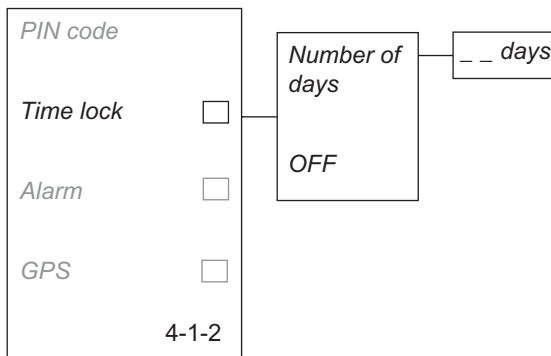 PIN code
Time lock
Alarm
GPS
4-1-2
Number of
days
OFF
_ _ days